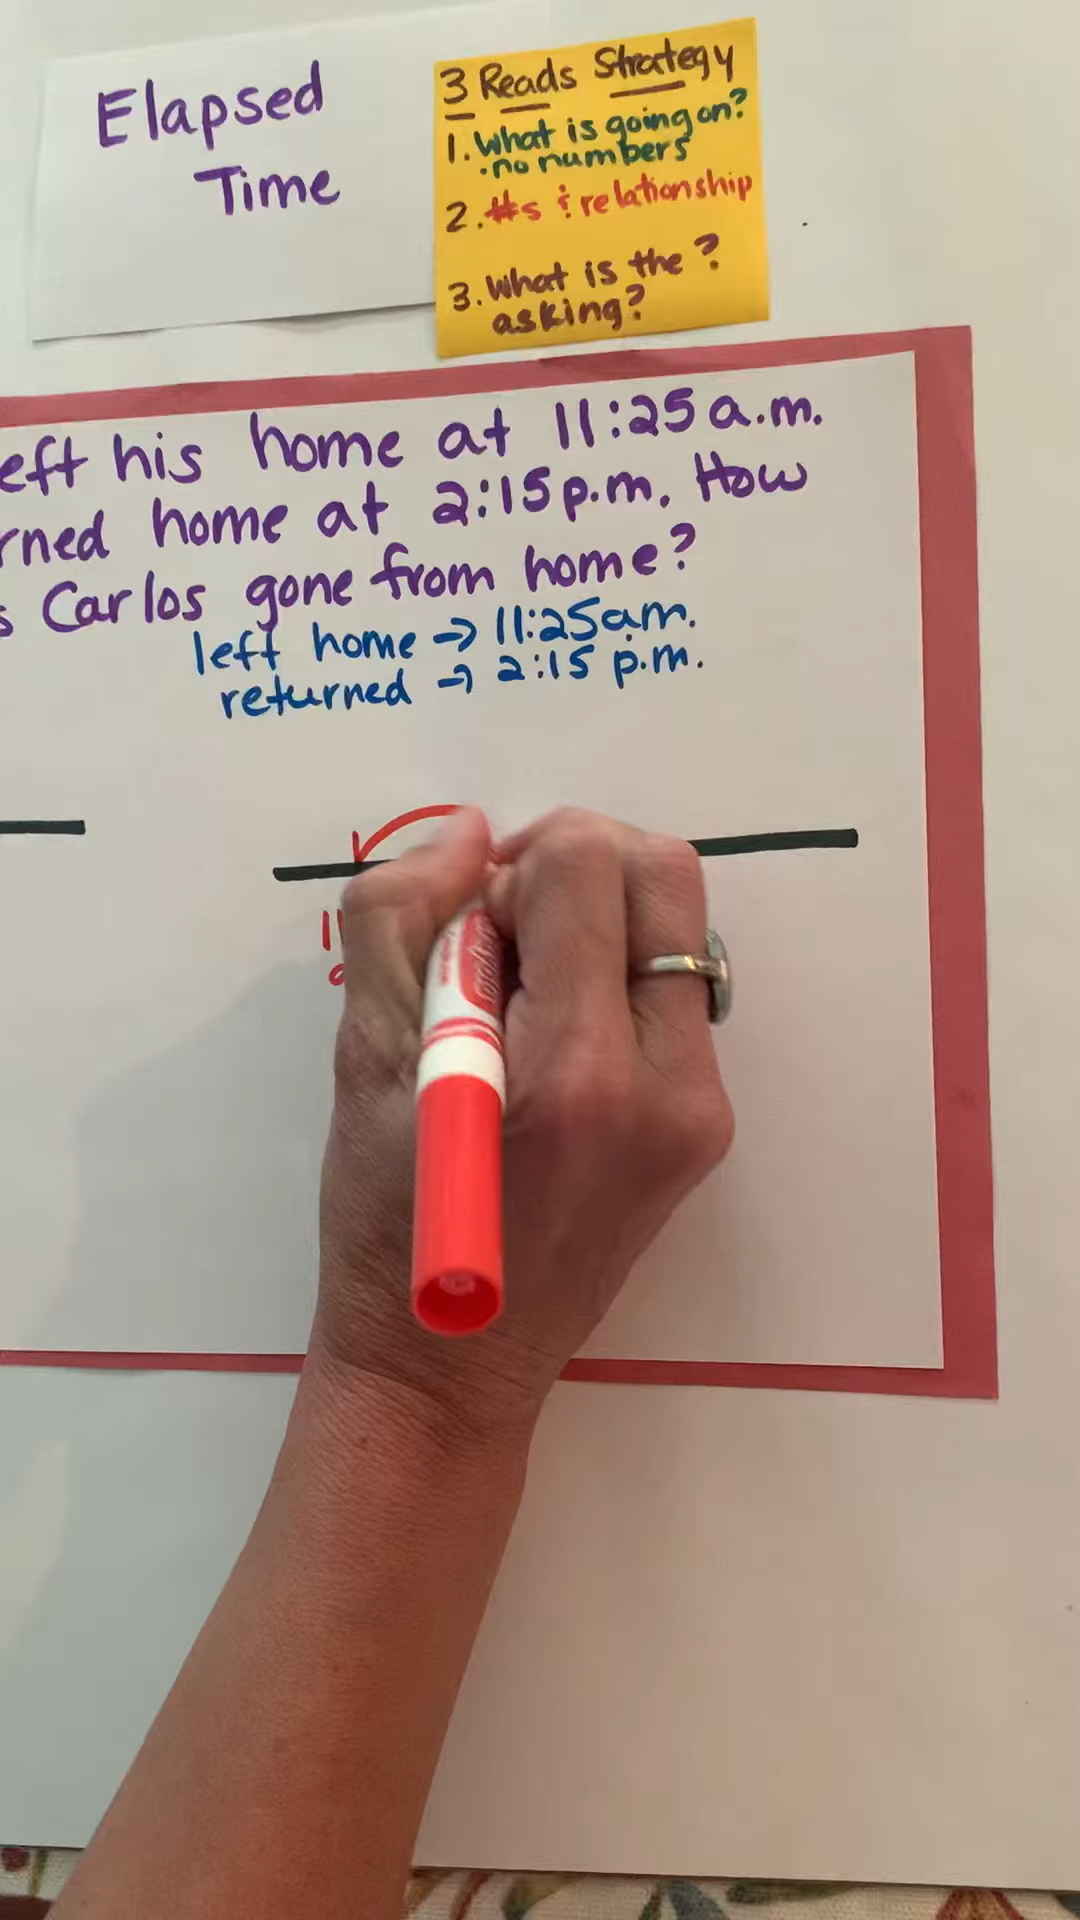 Elapsed
Time
3 Reads Strategy
1. What is going on?
. no numbers
2. #s & relationship
3. What is the ?
asking?
eft his home at 11:25 a.m.
rned home at 2:15 p.m. How
s Carlos gone from home?
left home → 11:25 a.m.
returned → 2:15 p.m.
11